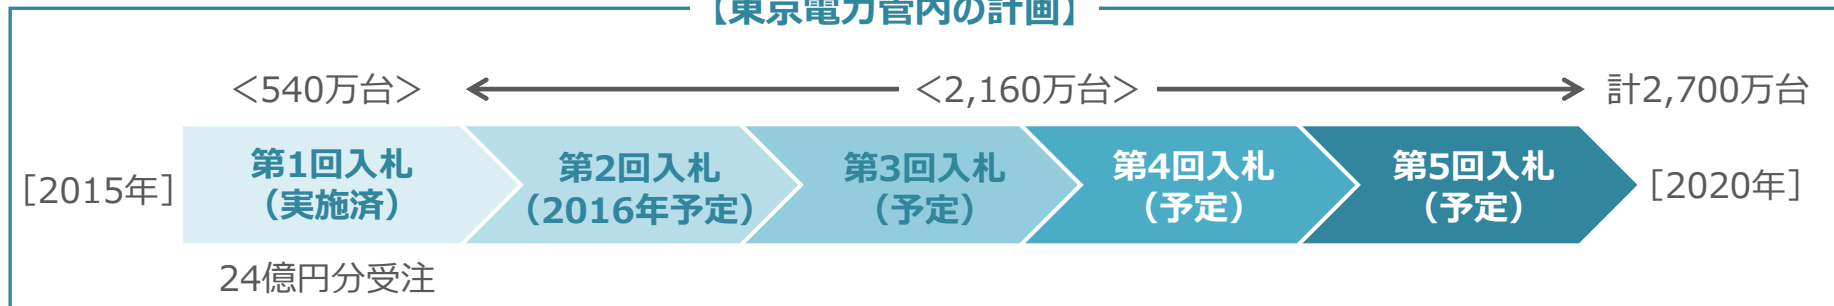 【東京電力管内の計画】
＜540万台＞
＜2,160万台＞
計2,700万台
［2015年］
第1回入札
（実施済）
第2回入札
（2016年予定）
第3回入札
（予定）
第4回入札
（予定）
第5回入札
（予定）
［2020年］
24億円分受注